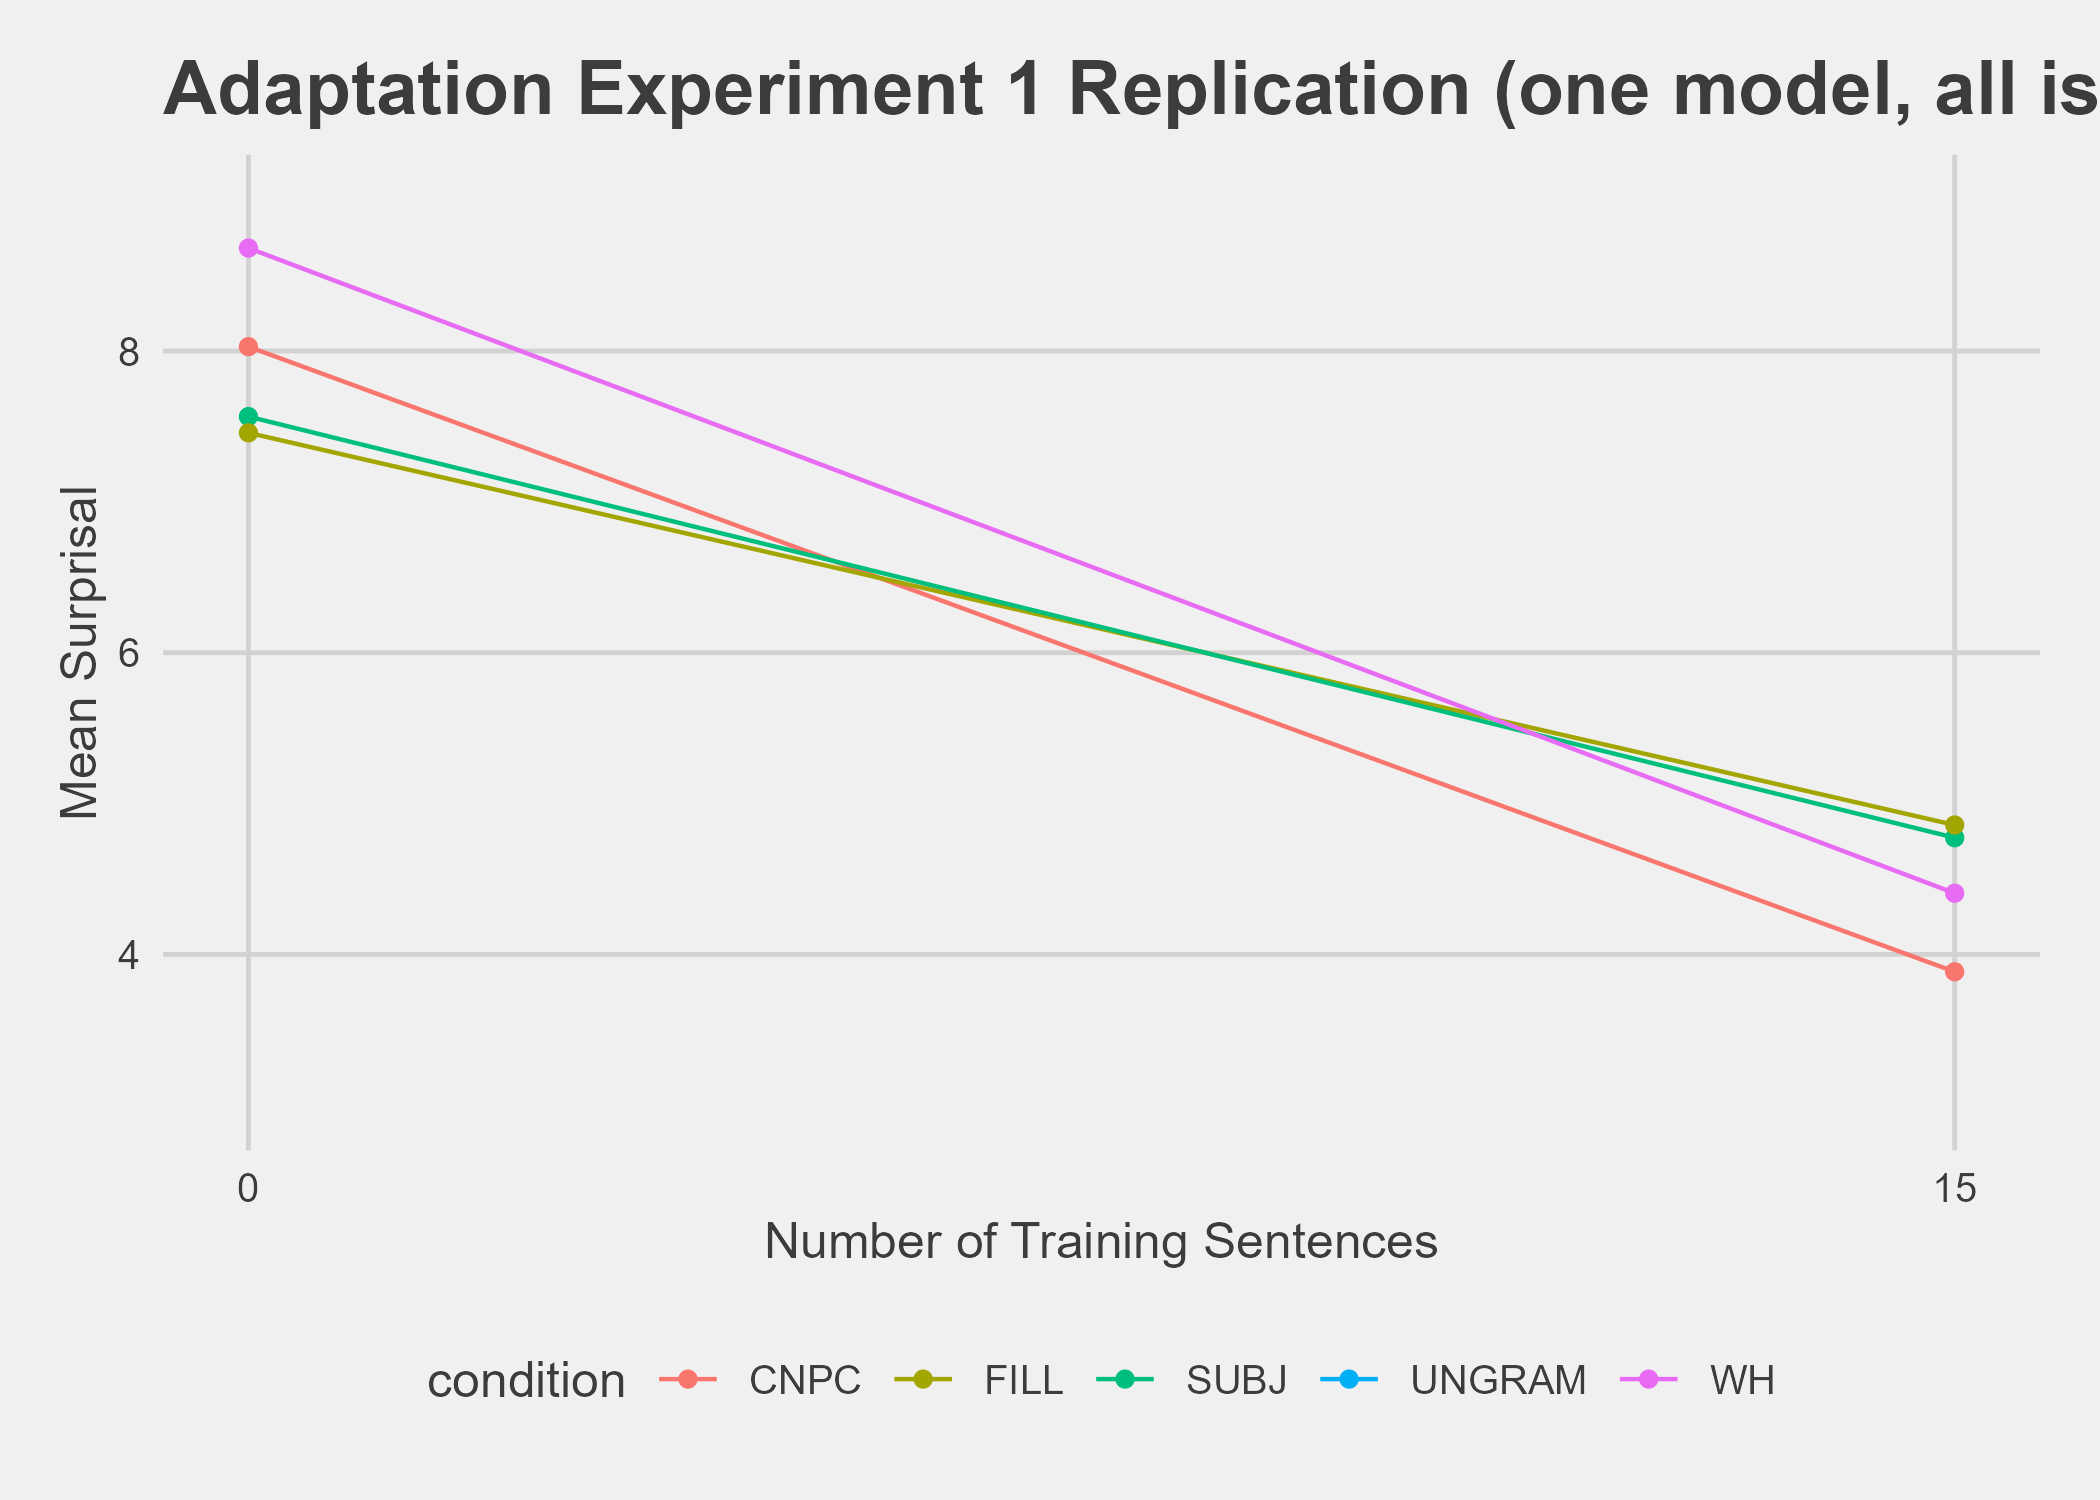 Adaptation Experiment 1 Replication (one model, all is
8
6
4
Mean Surprisal
0 15
Number of Training Sentences
condition CNPC FILL SUBJ UNGRAM WH